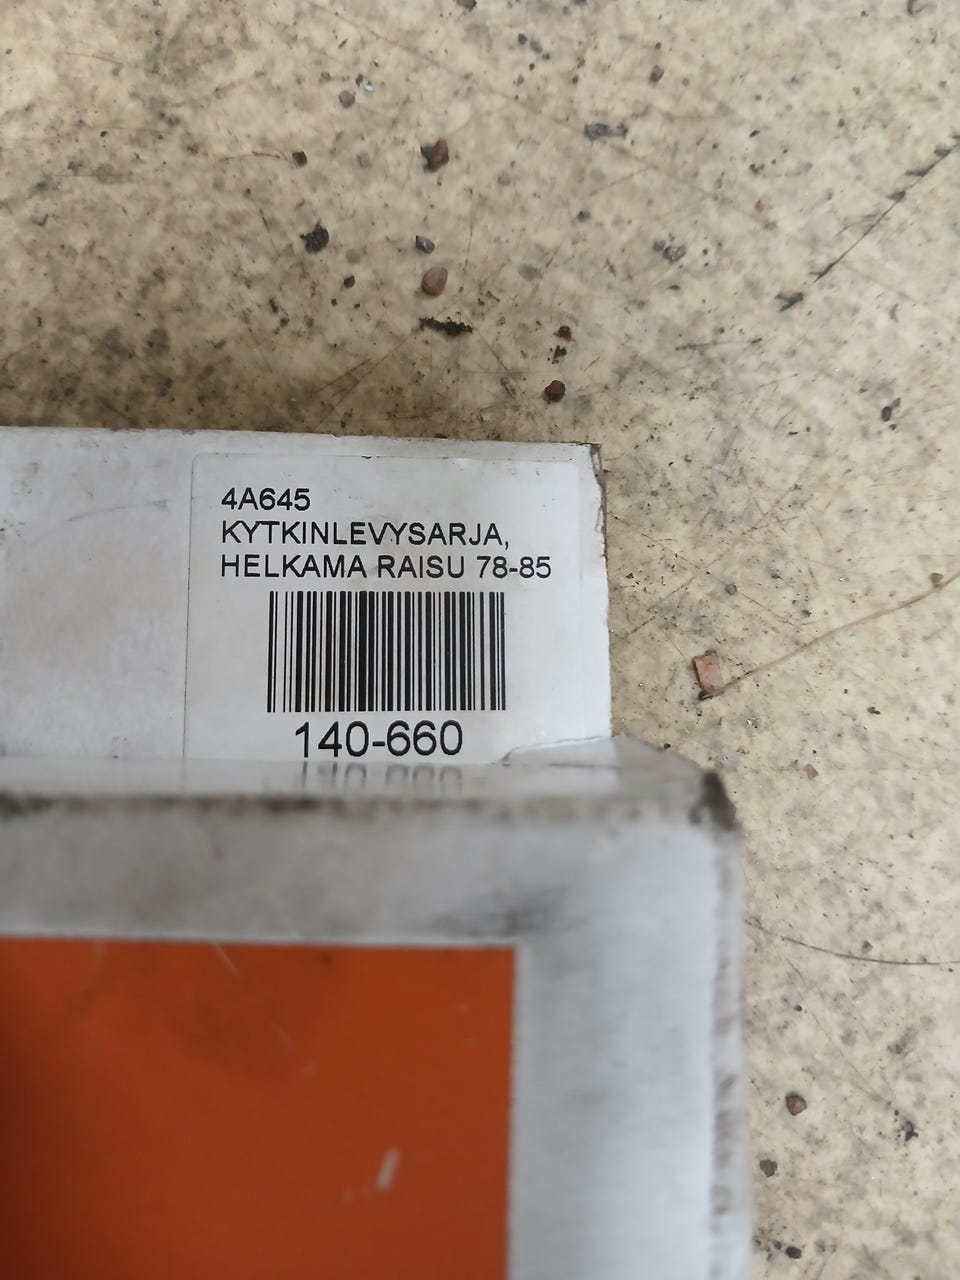 4A645
KYTKINLEVYSARJA,
HELKAMA RAISU 78-85
140-660